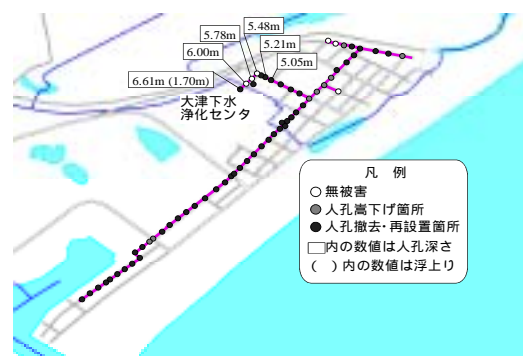 5.48m
5.78m
5.21m
6.00m
5.05m
6.61m (1.70m)
大津下水
浄化センタ
凡 例
無被害
人孔嵩下げ箇所
人孔撤去・再設置箇所
内の数値は人孔深さ
( )内の数値は浮上り